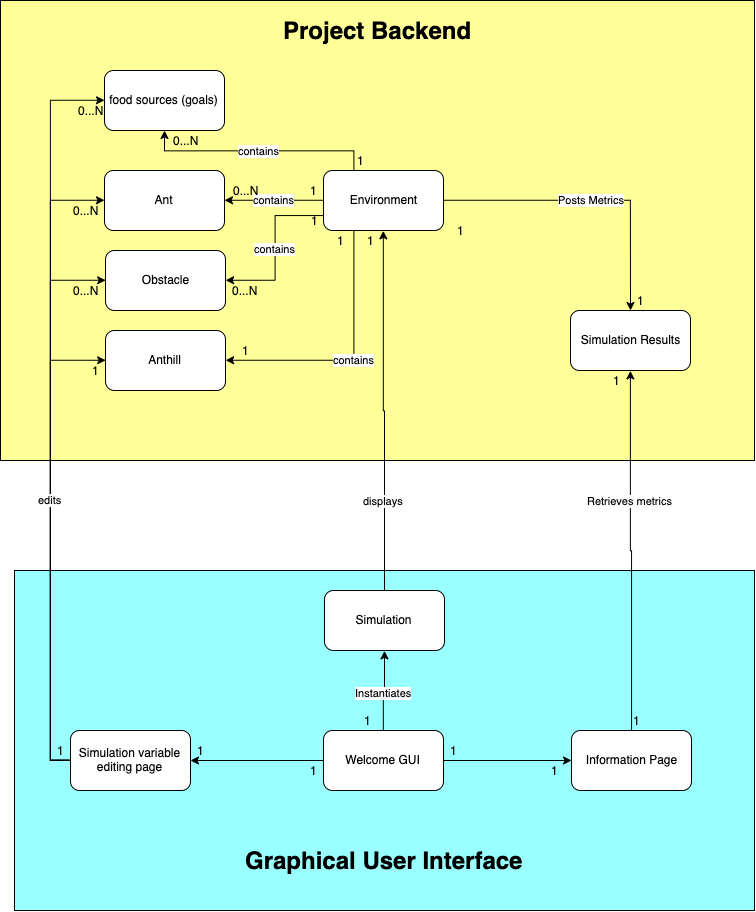 Project Backend
food sources (goals)
0...N
0...N
contains
1
Ant
0...N
0...N
contains
1
Environment
1
Posts Metrics
1
1
1
1
contains
Obstacle
0...N
0...N
Simulation Results
1
1
Anthill
1
1
contains
edits
displays
Retrieves metrics
Simulation
Instantiates
1
1
1
Simulation variable
editing page
1
1
Welcome GUI
1
1
Information Page
Graphical User Interface